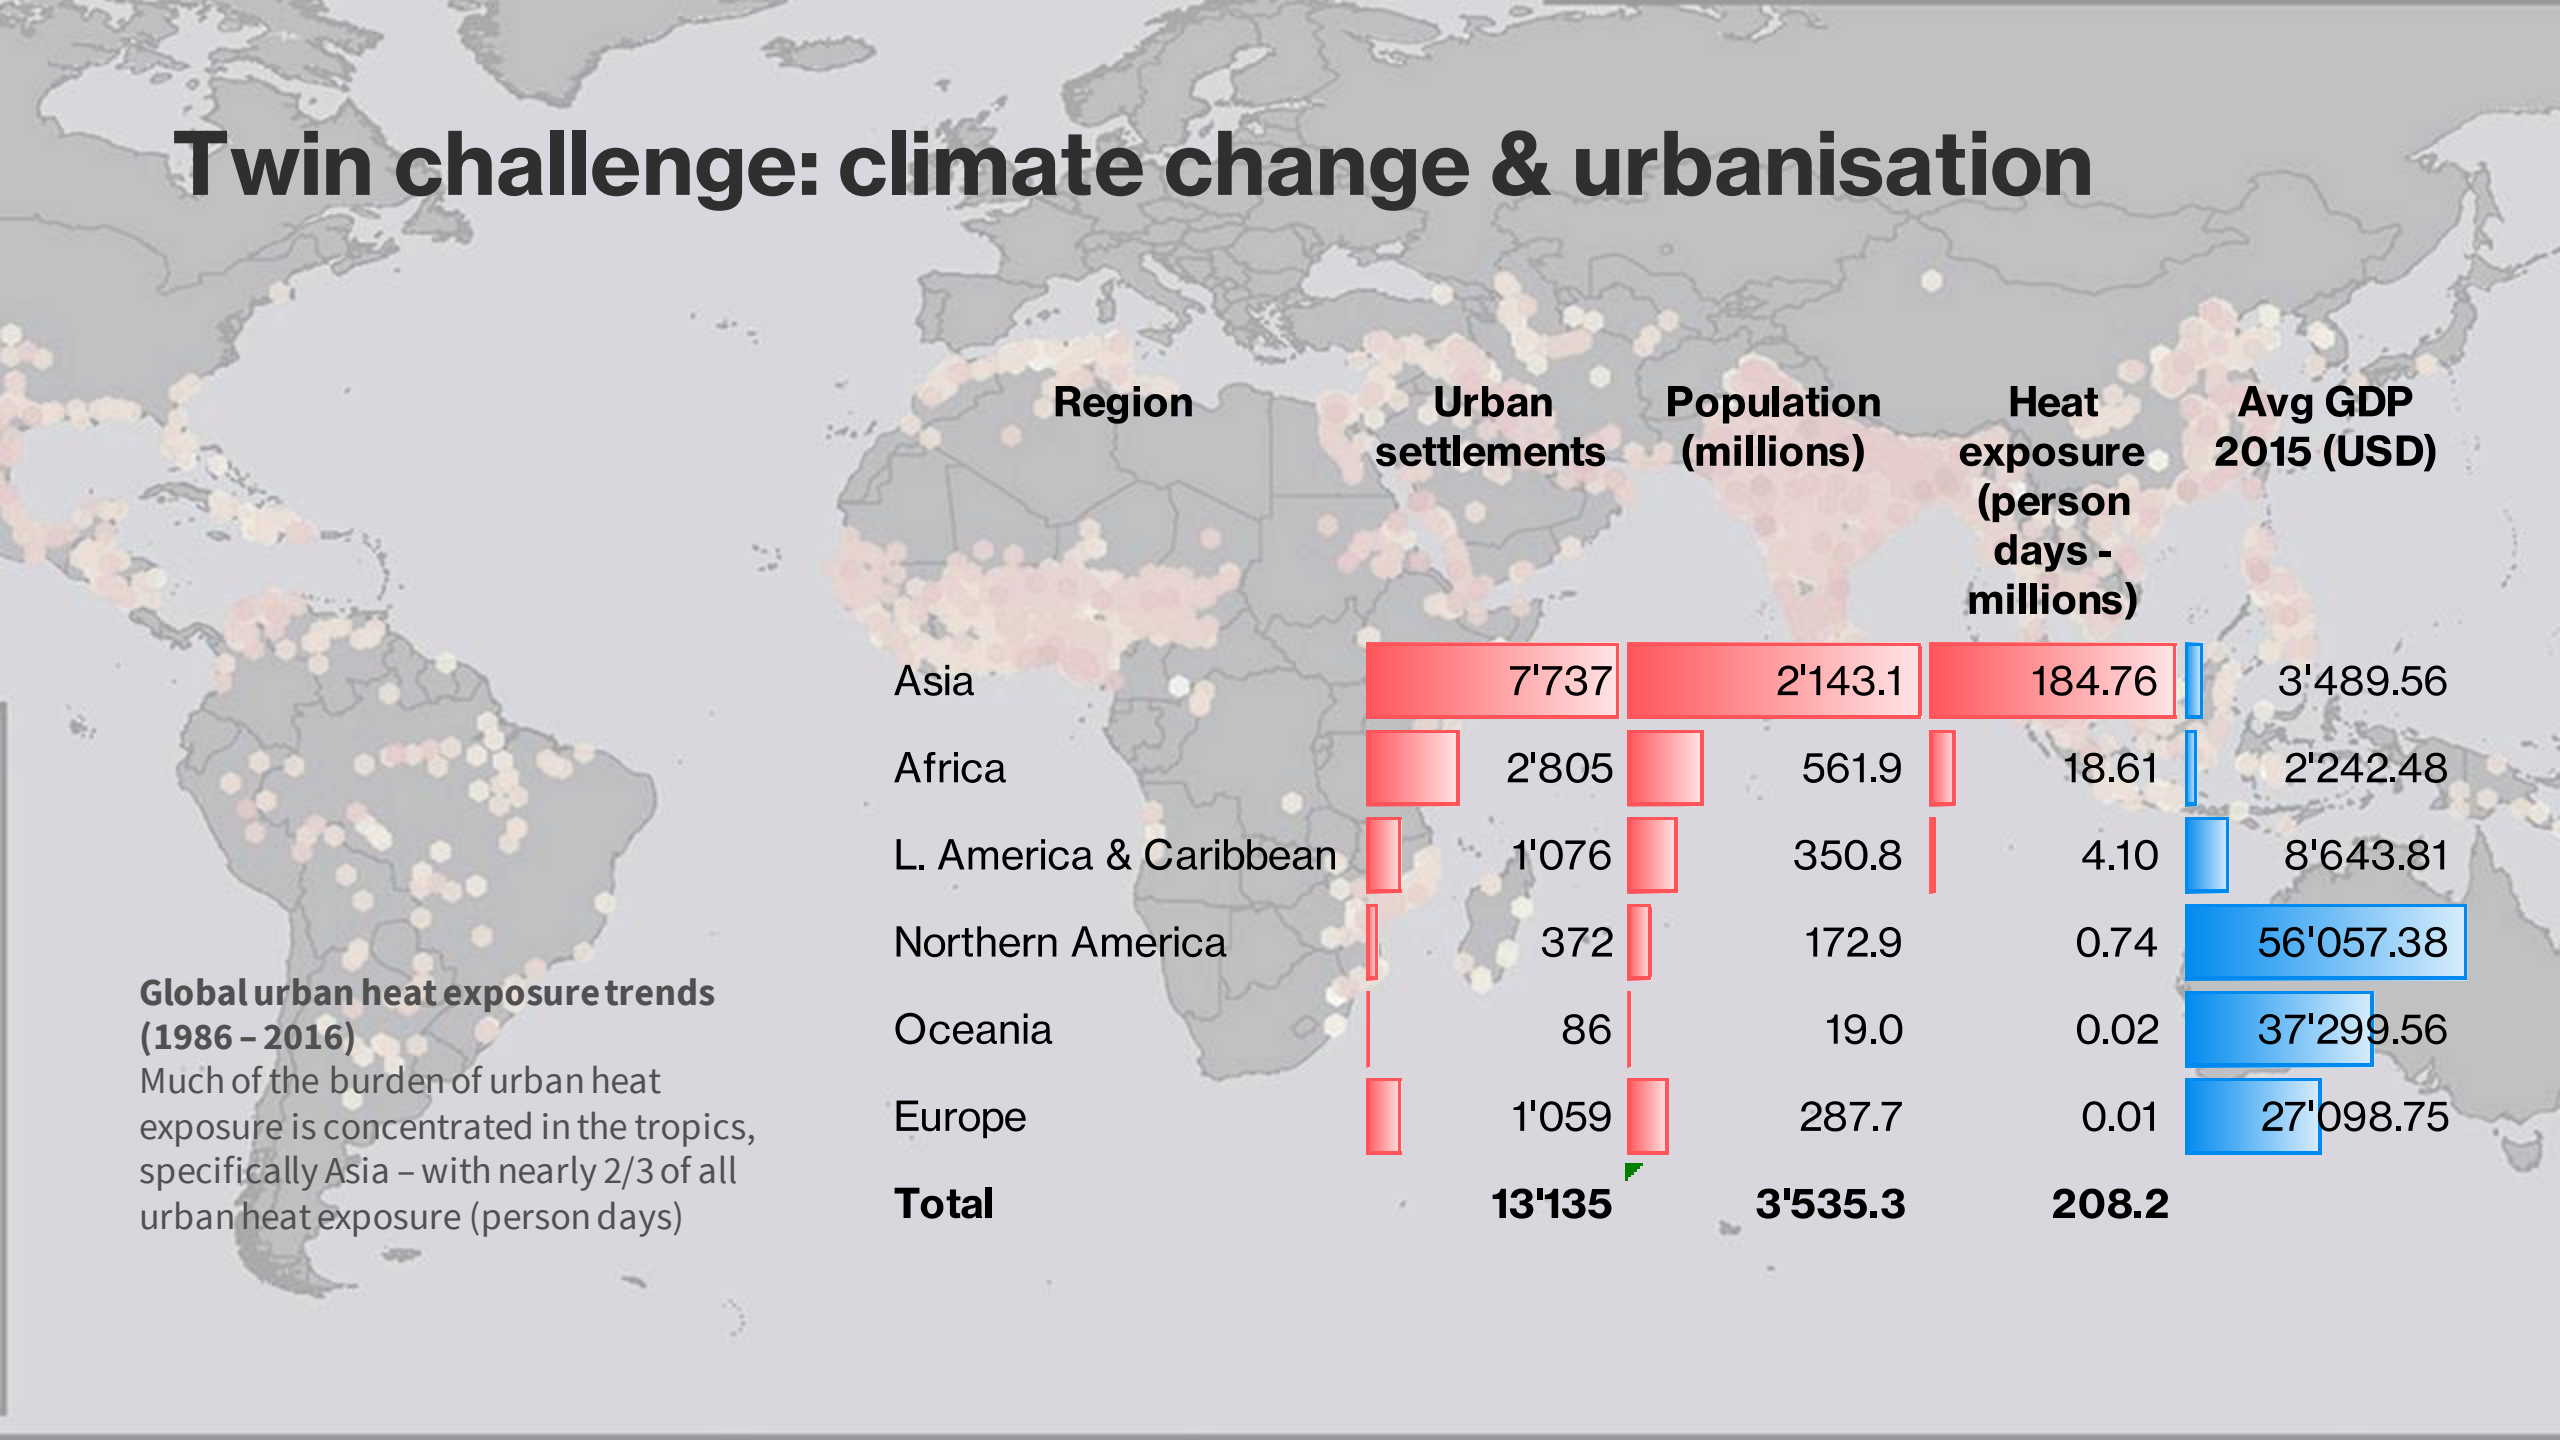 Twin challenge: climate change & urbanisation
Region Urban settlements Population (millions) Heat exposure (person days - millions) Avg GDP 2015 (USD)
Asia 7'737 2'143.1 184.76 3'489.56
Africa 2'805 561.9 18.61 2'242.48
L. America & Caribbean 1'076 350.8 4.10 8'643.81
Northern America 372 172.9 0.74 56'057.38
Oceania 86 19.0 0.02 37'299.56
Europe 1'059 287.7 0.01 27'098.75
Total 13'135 3'535.3 208.2
Global urban heat exposure trends
(1986 – 2016)
Much of the burden of urban heat
exposure is concentrated in the tropics,
specifically Asia – with nearly 2/3 of all
urban heat exposure (person days)